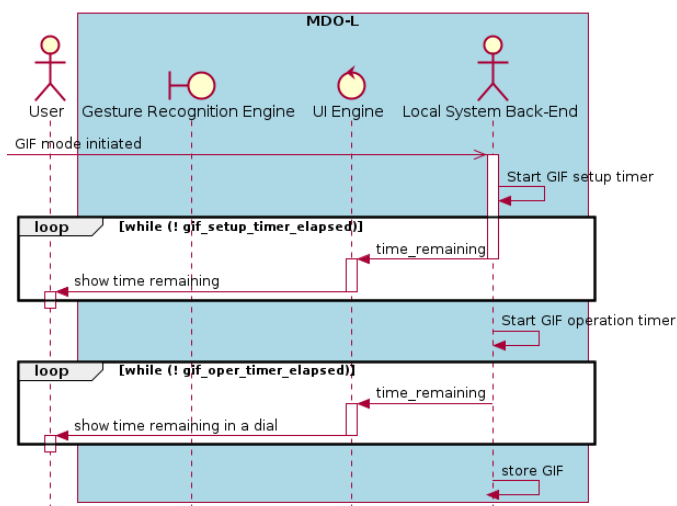 MDO-L
User
Gesture Recognition Engine
UI Engine
Local System Back-End
GIF mode initiated
Start GIF setup timer
loop
[while (! gif_setup_timer_elapsed)]
time_remaining
show time remaining
Start GIF operation timer
loop
[while (! gif_oper_timer_elapsed)]
time_remaining
show time remaining in a dial
store GIF